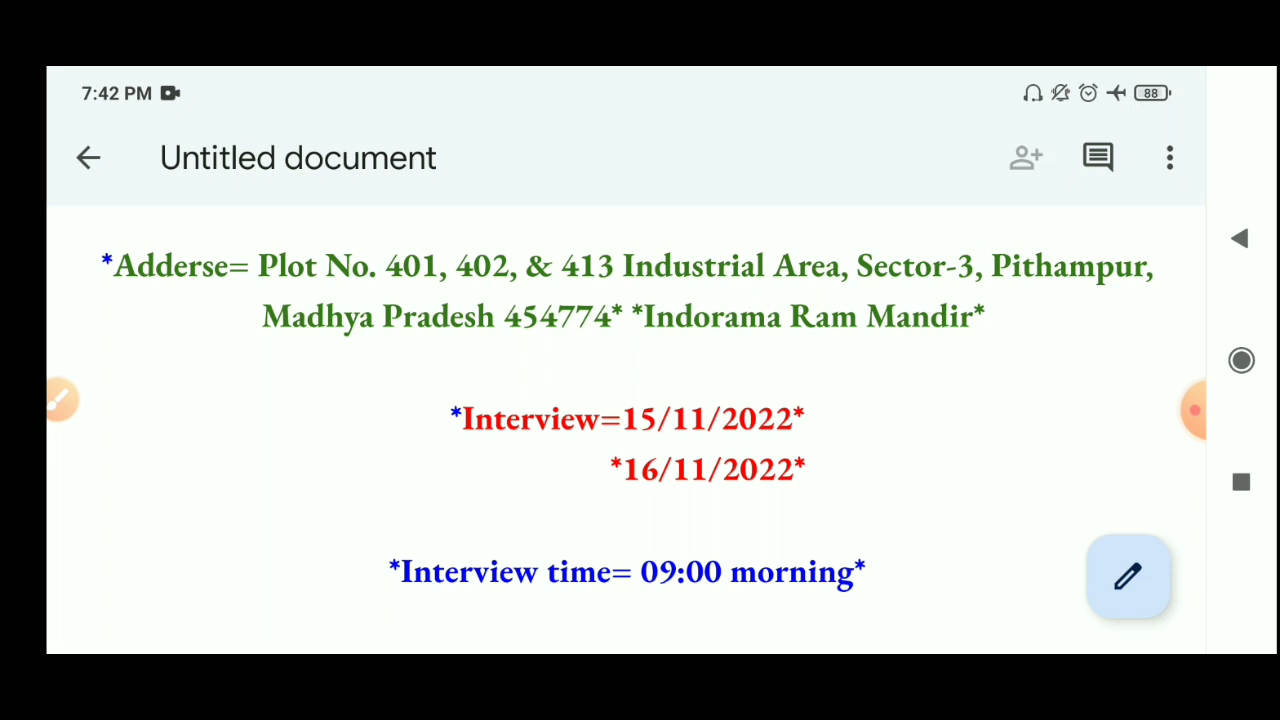 7:42 PM
88
Untitled document
*Adderse= Plot No. 401, 402, & 413 Industrial Area, Sector-3, Pithampur,
Madhya Pradesh 454774* *Indorama Ram Mandir*
*Interview=15/11/2022*
*16/11/2022*
*Interview time= 09:00 morning*